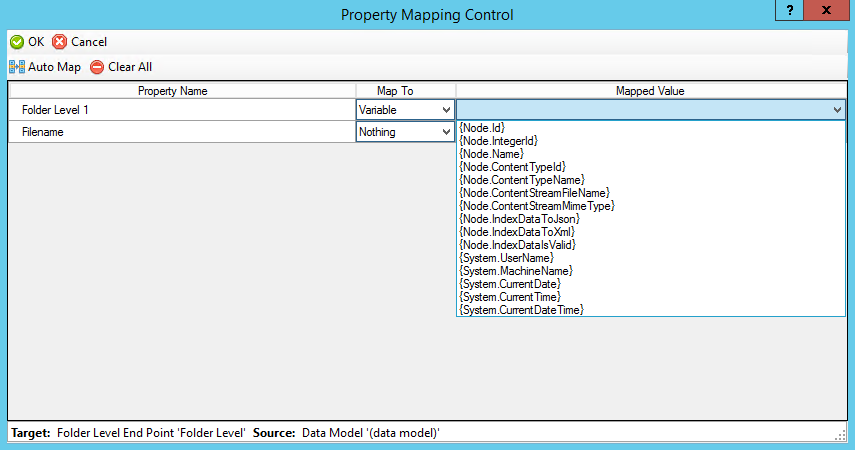 Property Mapping Control
? x
OK Cancel
Auto Map Clear All
Property Name Map To Mapped Value
Folder Level 1 Variable
Filename Nothing
{Node.Id}
{Node.IntegerId}
{Node.Name}
{Node.ContentTypeId}
{Node.ContentTypeName}
{Node.ContentStreamFileName}
{Node.ContentStreamMimeType}
{Node.IndexDataToJson}
{Node.IndexDataToXml}
{Node.IndexDataIsValid}
{System.UserName}
{System.MachineName}
{System.CurrentDate}
{System.CurrentTime}
{System.CurrentDateTime}
Target: Folder Level End Point 'Folder Level' Source: Data Model '(data model)'